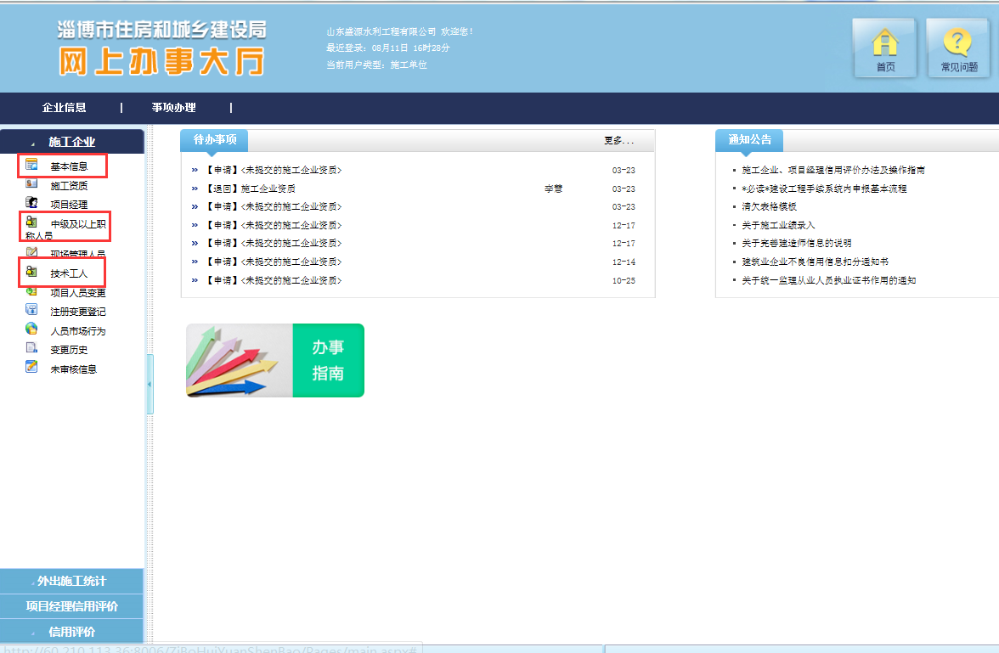 淄博市住房和城乡建设局
网上办事大厅
山东盛源水利工程有限公司 欢迎您!
最近登录: 08月11日 16时28分
当前用户类型: 施工单位
首页
常见问题
企业信息 | 事项办理 |
施工企业
基本信息
施工资质
项目经理
中级及以上职
称人员
现场管理人员
技术工人
项目人员变更
注册变更登记
人员市场行为
变更历史
未审核信息
外出施工统计
项目经理信用评价
信用评价
待办事项 更多...
【申请】<未提交的施工企业资质> 03-23
【退回】施工企业资质 李慧 03-23
【申请】<未提交的施工企业资质> 03-23
【申请】<未提交的施工企业资质> 12-17
【申请】<未提交的施工企业资质> 12-17
【申请】<未提交的施工企业资质> 12-14
【申请】<未提交的施工企业资质> 10-25
办事
指南
通知公告
施工企业、项目经理信用评价办法及操作指南
*必读*建设工程手续系统内申报基本流程
清欠表格模板
关于施工业绩录入
关于完善建造师信息的说明
建筑业企业不良信用信息扣分通知书
关于统一监理从业人员执业证书作用的通知
http://60.210.113.36:8006/ZiBoHuiYuanShenBao/Pages/main.aspx#